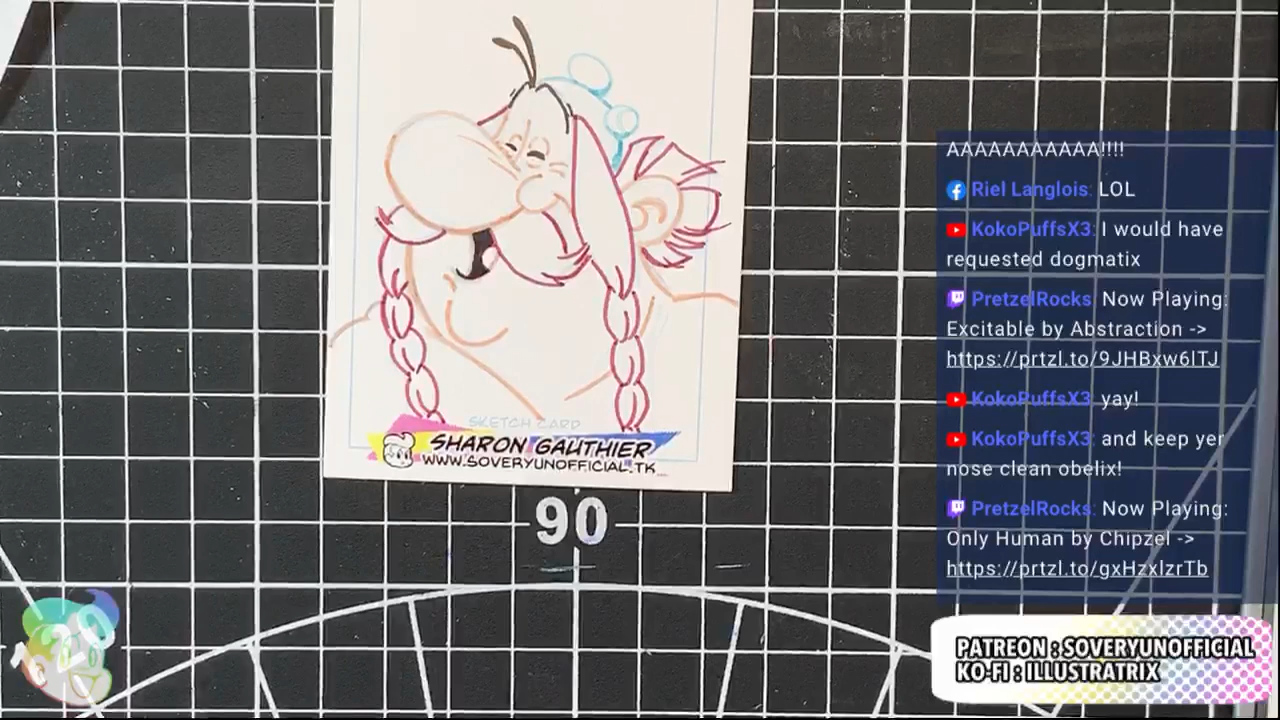 SKETCH CARD
SHARON GAUTHIER
WWW.SOVERYUNOFFICIAL.TK
90
AAAAAAAAAAA!!!!
Riel Langlois: LOL
KokoPuffsX3: I would have
requested dogmatix
PretzelRocks: Now Playing:
Excitable by Abstraction ->
https://prtzl.to/9JHBxw6lTJ
KokoPuffsX3: yay!
KokoPuffsX3: and keep yer
nose clean obelix!
PretzelRocks: Now Playing:
Only Human by Chipzel ->
https://prtzl.to/gxHzxlzrTb
PATREON : SOVERYUNOFFICIAL
KO-FI : ILLUSTRATRIX